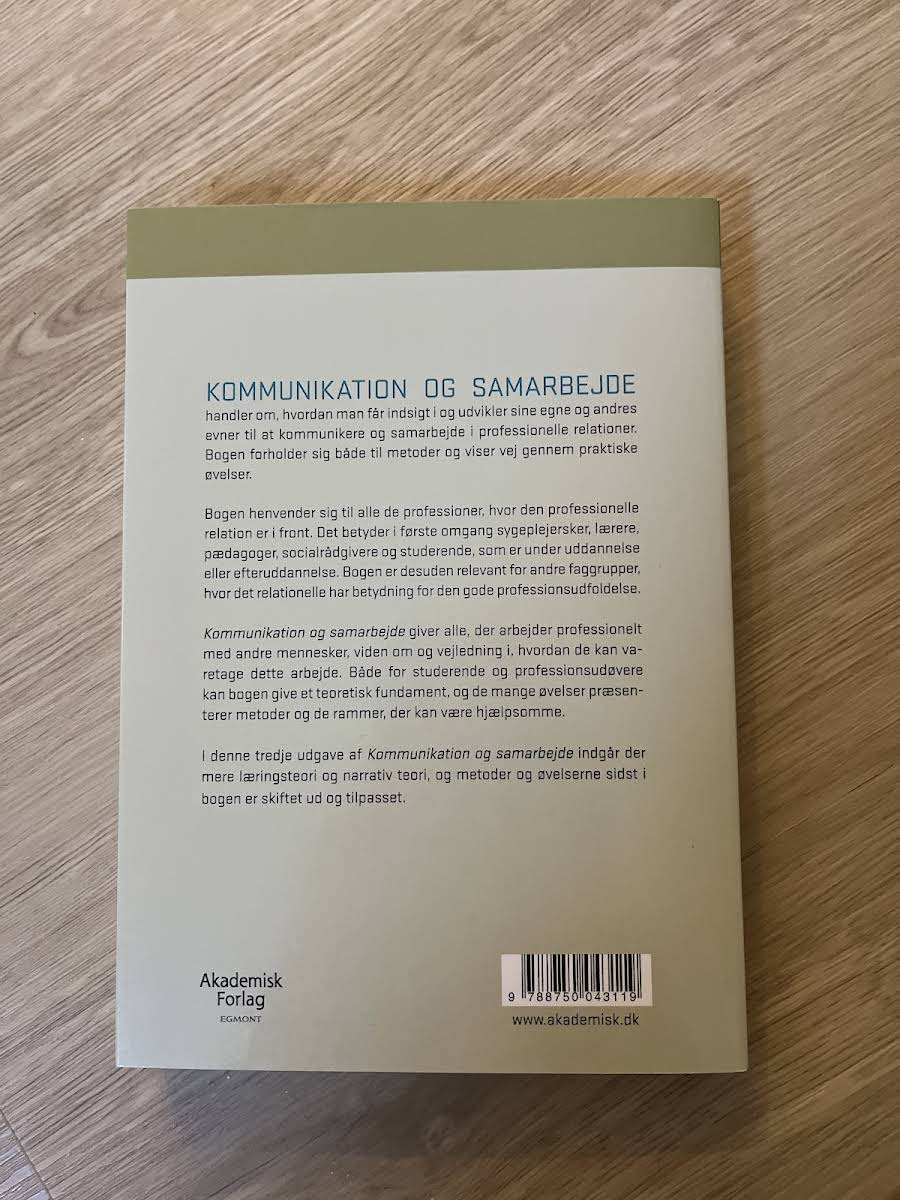 KOMMUNIKATION OG SAMARBEJDE
handler om, hvordan man får indsigt i og udvikler sine egne og andres
evner til at kommunikere og samarbejde i professionelle relationer.
Bogen forholder sig både til metoder og viser vej gennem praktiske
øvelser.
Bogen henvender sig til alle de professioner, hvor den professionelle
relation er i front. Det betyder i første omgang sygeplejersker, lærere,
pædagoger, socialrådgivere og studerende, som er under uddannelse
eller efteruddannelse. Bogen er desuden relevant for andre faggrupper,
hvor det relationelle har betydning for den gode professionsudfoldelse.
Kommunikation og samarbejde giver alle, der arbejder professionelt
med andre mennesker, viden om og vejledning i, hvordan de kan va-
retage dette arbejde. Både for studerende og professionsudøvere
kan bogen give et teoretisk fundament, og de mange øvelser præsen-
terer metoder og de rammer, der kan være hjælpsomme.
I denne tredje udgave af Kommunikation og samarbejde indgår der
mere læringsteori og narrativ teori, og metoder og øvelserne sidst i
bogen er skiftet ud og tilpasset.
Akademisk
Forlag
EGMONT
9 788750 043119
www.akademisk.dk